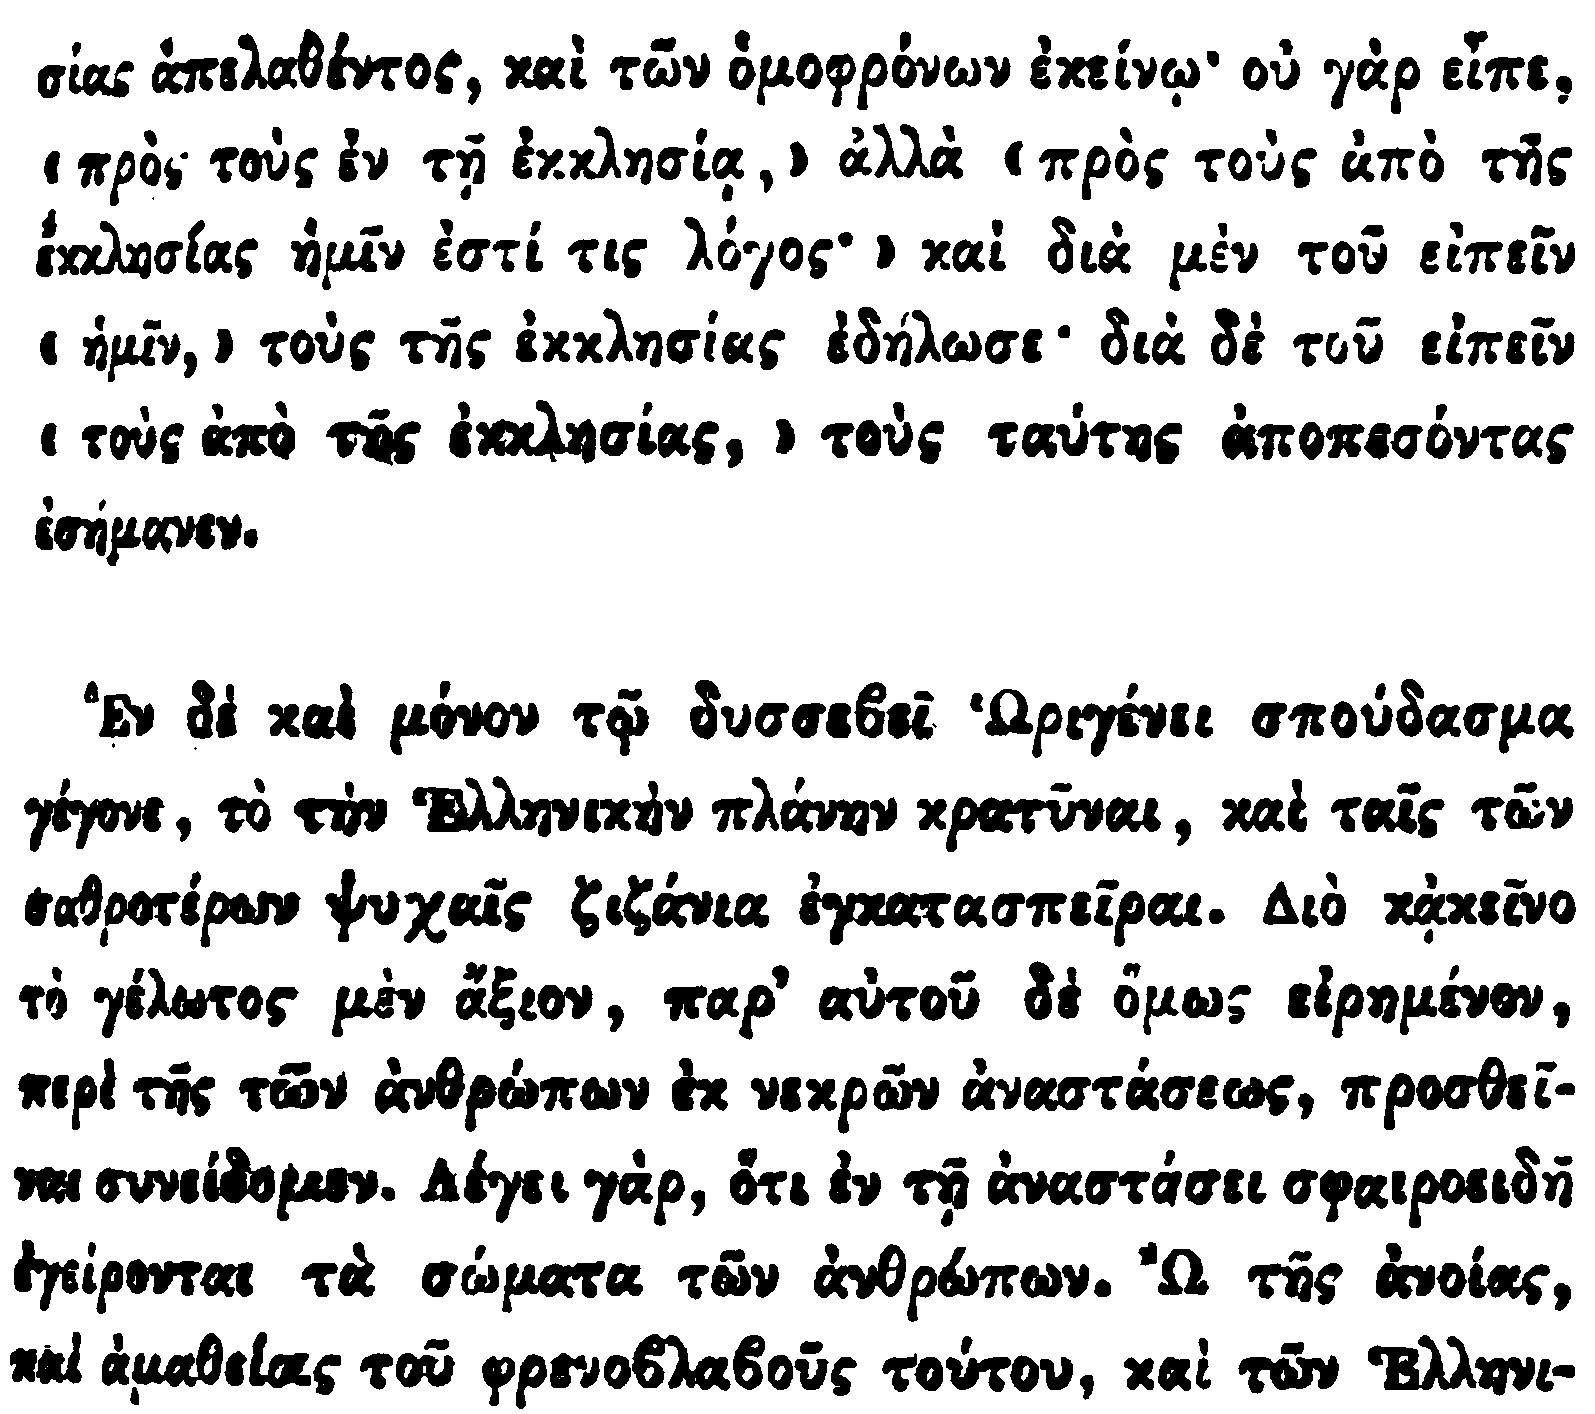 σίας ἀπελαθέντος, καὶ τῶν ὁμοφρόνων ἐκείνῳ· οὐ γὰρ εἶπε,
« πρὸς τοὺς ἐν τῇ ἐκκλησίᾳ, » ἀλλὰ « πρὸς τοὺς ἀπὸ τῆς
ἐκκλησίας ἡμῖν ἐστί τις λόγος· » καὶ διὰ μὲν τοῦ εἰπεῖν
« ἡμῖν, » τοὺς τῆς ἐκκλησίας ἐδήλωσε· διὰ δὲ τοῦ εἰπεῖν
« τοὺς ἀπὸ τῆς ἐκκλησίας, » τοὺς ταύτης ἀποπεσόντας
ἐσήμανεν.
Ἓν δὲ καὶ μόνον τῷ δυσσεβεῖ Ὠριγένει σπούδασμα
γέγονε, τὸ τὴν Ἑλληνικὴν πλάνην κρατῦναι, καὶ ταῖς τῶν
σαθροτέρων ψυχαῖς ζιζάνια ἐγκατασπεῖραι. Διὸ κᾀκεῖνο
τὸ γέλωτος μὲν ἄξιον, παρ’ αὐτοῦ δὲ ὅμως εἰρημένον,
περὶ τῆς τῶν ἀνθρώπων ἐκ νεκρῶν ἀναστάσεως, προσθεῖ-
ναι συνείδομεν. Λέγει γὰρ, ὅτι ἐν τῇ ἀναστάσει σφαιροειδῆ
ἐγείρονται τὰ σώματα τῶν ἀνθρώπων. Ὢ τῆς ἀνοίας,
καὶ ἀμαθείας τοῦ φρενοβλαβοῦς τούτου, καὶ τῶν Ἑλληνι-